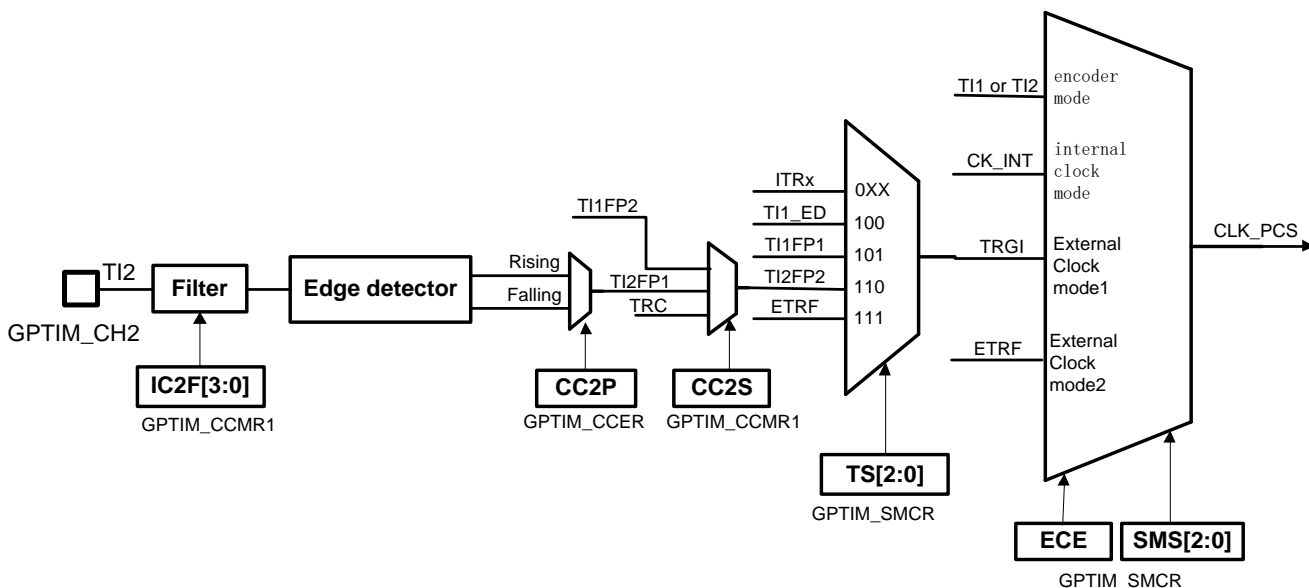 TI1 or TI2
encoder
mode
CK_INT
internal
clock
mode
ITRx
0XX
TI1FP2
TI1_ED
100
CLK_PCS
TI1FP1
101
TRGI
External
Clock
mode1
TI2
Filter
Edge detector
Rising
Falling
TI2FP1
TRC
TI2FP2
110
ETRF
111
GPTIM_CH2
ETRF
External
Clock
mode2
IC2F[3:0]
GPTIM_CCMR1
CC2P
GPTIM_CCER
CC2S
GPTIM_CCMR1
TS[2:0]
GPTIM_SMCR
ECE
SMS[2:0]
GPTIM_SMCR